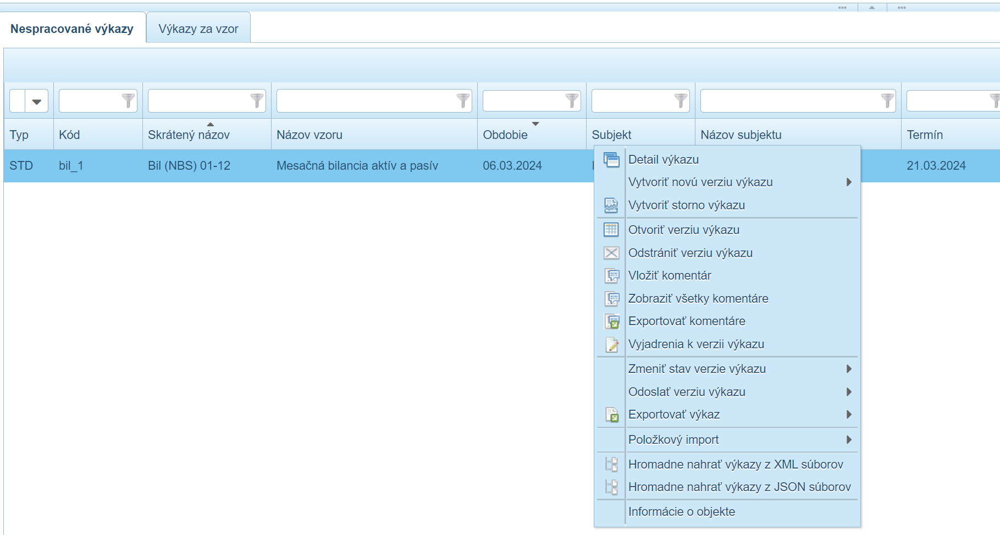 Nespracované výkazy
Výkazy za vzor
Typ
Kód
Skrátený názov
Názov vzoru
Obdobie
Subjekt
Názov subjektu
Termín
STD
bil_1
Bil (NBS) 01-12
Mesačná bilancia aktív a pasív
06.03.2024
21.03.2024
Detail výkazu
Vytvoriť novú verziu výkazu
Vytvoriť storno výkazu
Otvoriť verziu výkazu
Odstrániť verziu výkazu
Vložiť komentár
Zobraziť všetky komentáre
Exportovať komentáre
Vyjadrenia k verzii výkazu
Zmeniť stav verzie výkazu
Odoslať verziu výkazu
Exportovať výkaz
Položkový import
Hromadne nahrať výkazy z XML súborov
Hromadne nahrať výkazy z JSON súborov
Informácie o objekte